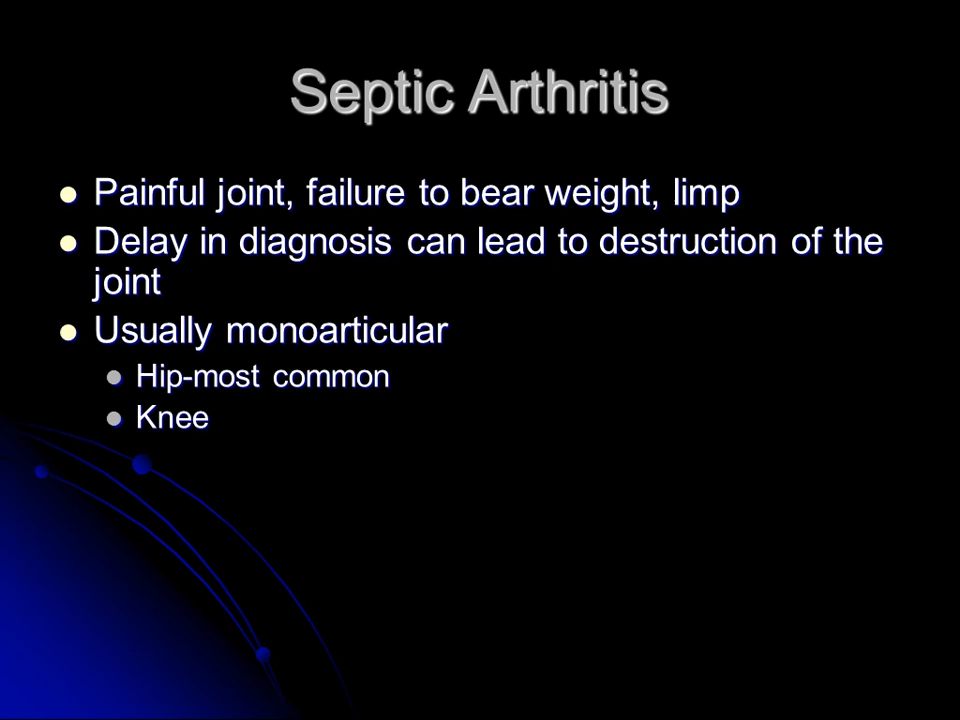 Septic Arthritis
Painful joint, failure to bear weight, limp
Delay in diagnosis can lead to destruction of the
joint
Usually monoarticular
Hip-most common
Knee